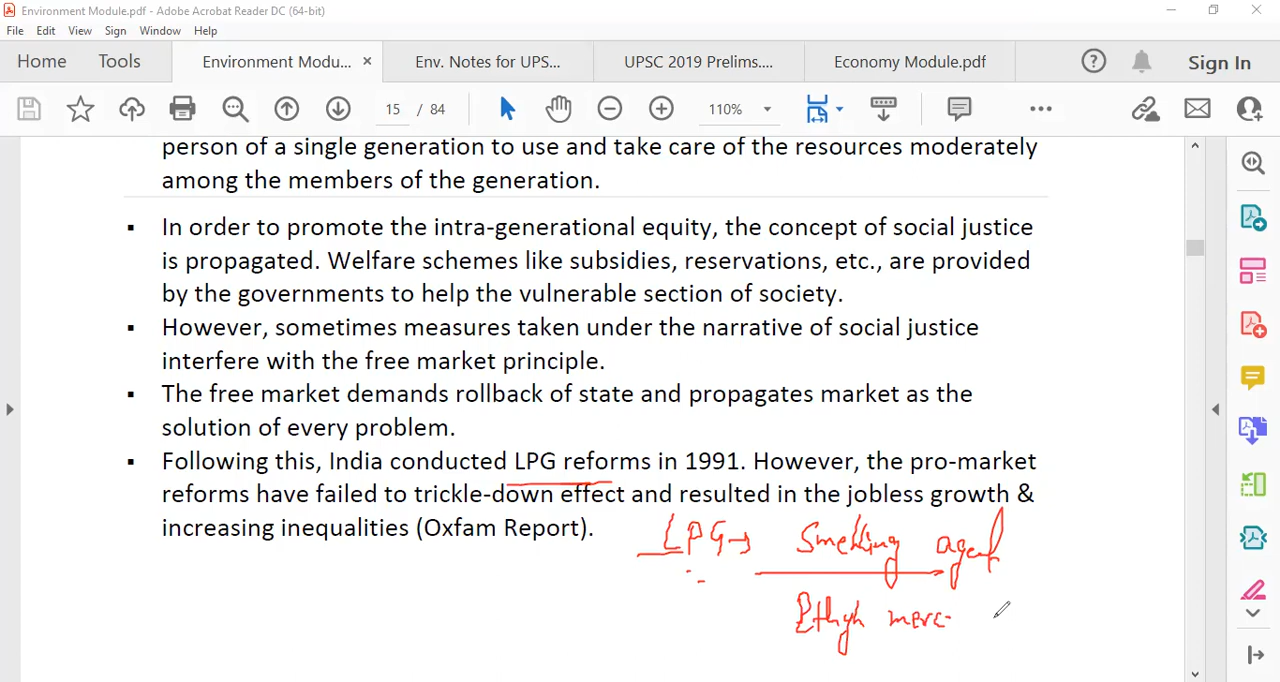 Environment Module.pdf - Adobe Acrobat Reader DC (64-bit)
File Edit View Sign Window Help
Home Tools Environment Modu... × Env. Notes for UPS... UPSC 2019 Prelims.... Economy Module.pdf Sign In
15 / 84 110%
person of a single generation to use and take care of the resources moderately
among the members of the generation.
▪ In order to promote the intra-generational equity, the concept of social justice
is propagated. Welfare schemes like subsidies, reservations, etc., are provided
by the governments to help the vulnerable section of society.
▪ However, sometimes measures taken under the narrative of social justice
interfere with the free market principle.
▪ The free market demands rollback of state and propagates market as the
solution of every problem.
▪ Following this, India conducted LPG reforms in 1991. However, the pro-market
reforms have failed to trickle-down effect and resulted in the jobless growth &
increasing inequalities (Oxfam Report).
LPG → Smelling agent
merc